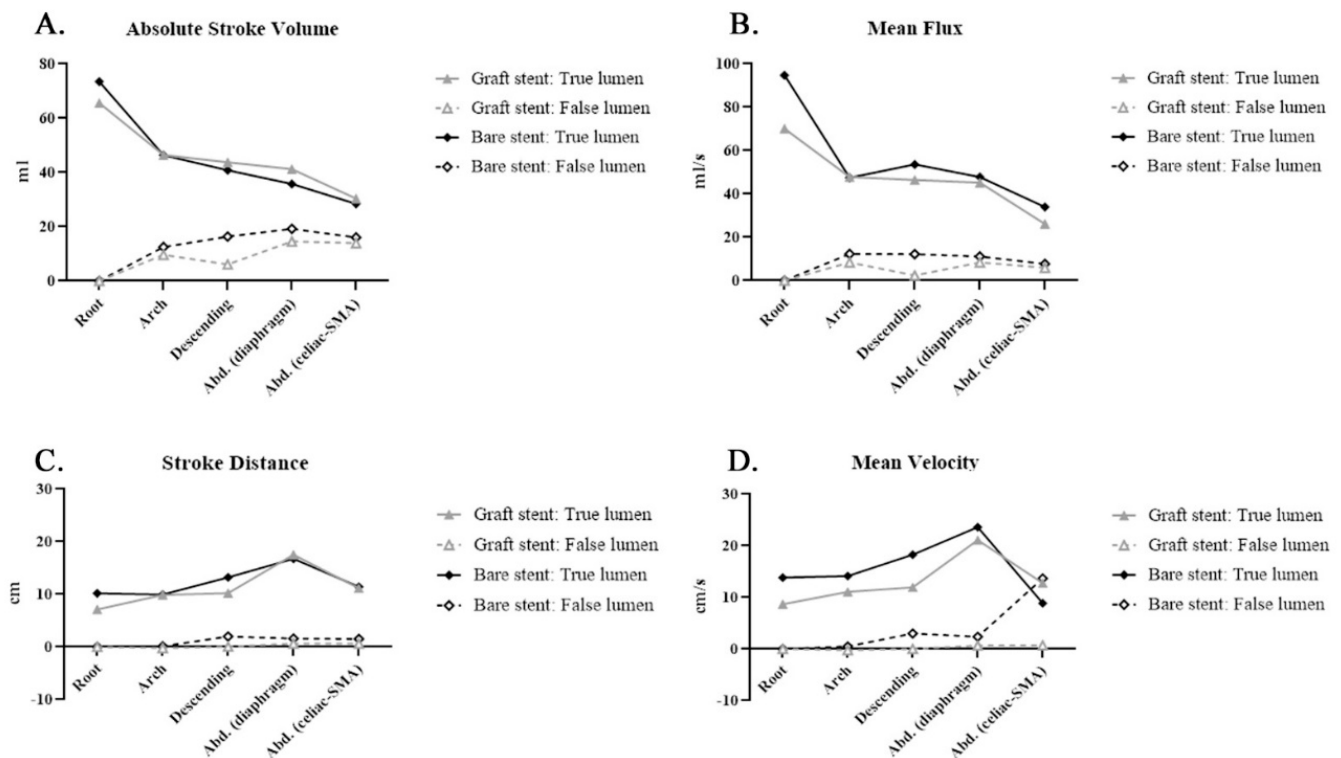 A.
Absolute Stroke Volume
80
60
40
20
0
ml
Root
Arch
Descending
Abd. (diaphragm)
Abd. (celiac-SMA)
Graft stent: True lumen
Graft stent: False lumen
Bare stent: True lumen
Bare stent: False lumen
B.
Mean Flux
100
80
60
40
20
0
ml/s
Root
Arch
Descending
Abd. (diaphragm)
Abd. (celiac-SMA)
Graft stent: True lumen
Graft stent: False lumen
Bare stent: True lumen
Bare stent: False lumen
C.
Stroke Distance
30
20
10
0
-10
cm
Root
Arch
Descending
Abd. (diaphragm)
Abd. (celiac-SMA)
Graft stent: True lumen
Graft stent: False lumen
Bare stent: True lumen
Bare stent: False lumen
D.
Mean Velocity
30
20
10
0
-10
cm/s
Root
Arch
Descending
Abd. (diaphragm)
Abd. (celiac-SMA)
Graft stent: True lumen
Graft stent: False lumen
Bare stent: True lumen
Bare stent: False lumen